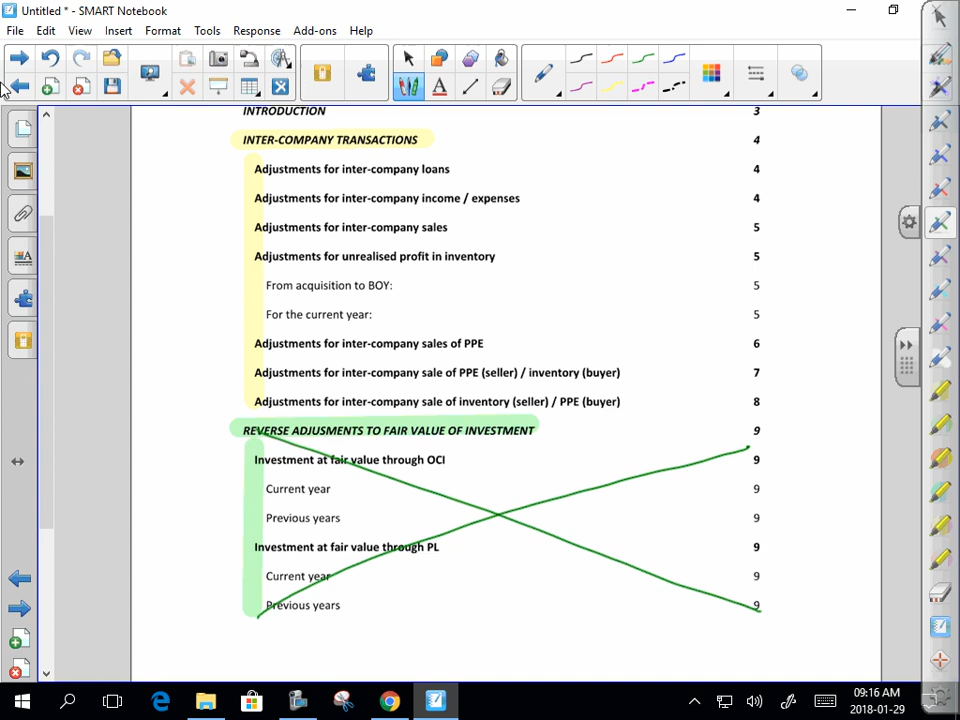 Untitled * - SMART Notebook
File Edit View Insert Format Tools Response Add-ons Help
INTRODUCTION 3
INTER-COMPANY TRANSACTIONS 4
Adjustments for inter-company loans 4
Adjustments for inter-company income / expenses 4
Adjustments for inter-company sales 5
Adjustments for unrealised profit in inventory 5
From acquisition to BOY: 5
For the current year: 5
Adjustments for inter-company sales of PPE 6
Adjustments for inter-company sale of PPE (seller) / inventory (buyer) 7
Adjustments for inter-company sale of inventory (seller) / PPE (buyer) 8
REVERSE ADJUSMENTS TO FAIR VALUE OF INVESTMENT 9
Investment at fair value through OCI 9
Current year 9
Previous years 9
Investment at fair value through PL 9
Current year 9
Previous years 9
09:16 AM
2018-01-29